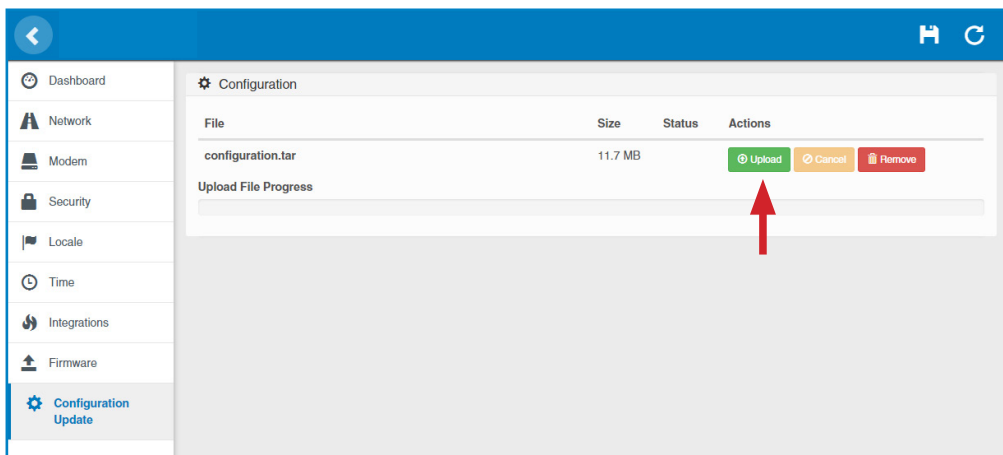 Dashboard
Network
Modem
Security
Locale
Time
Integrations
Firmware
Configuration
Update
Configuration
File Size Status Actions
configuration.tar 11.7 MB Upload Cancel Remove
Upload File Progress